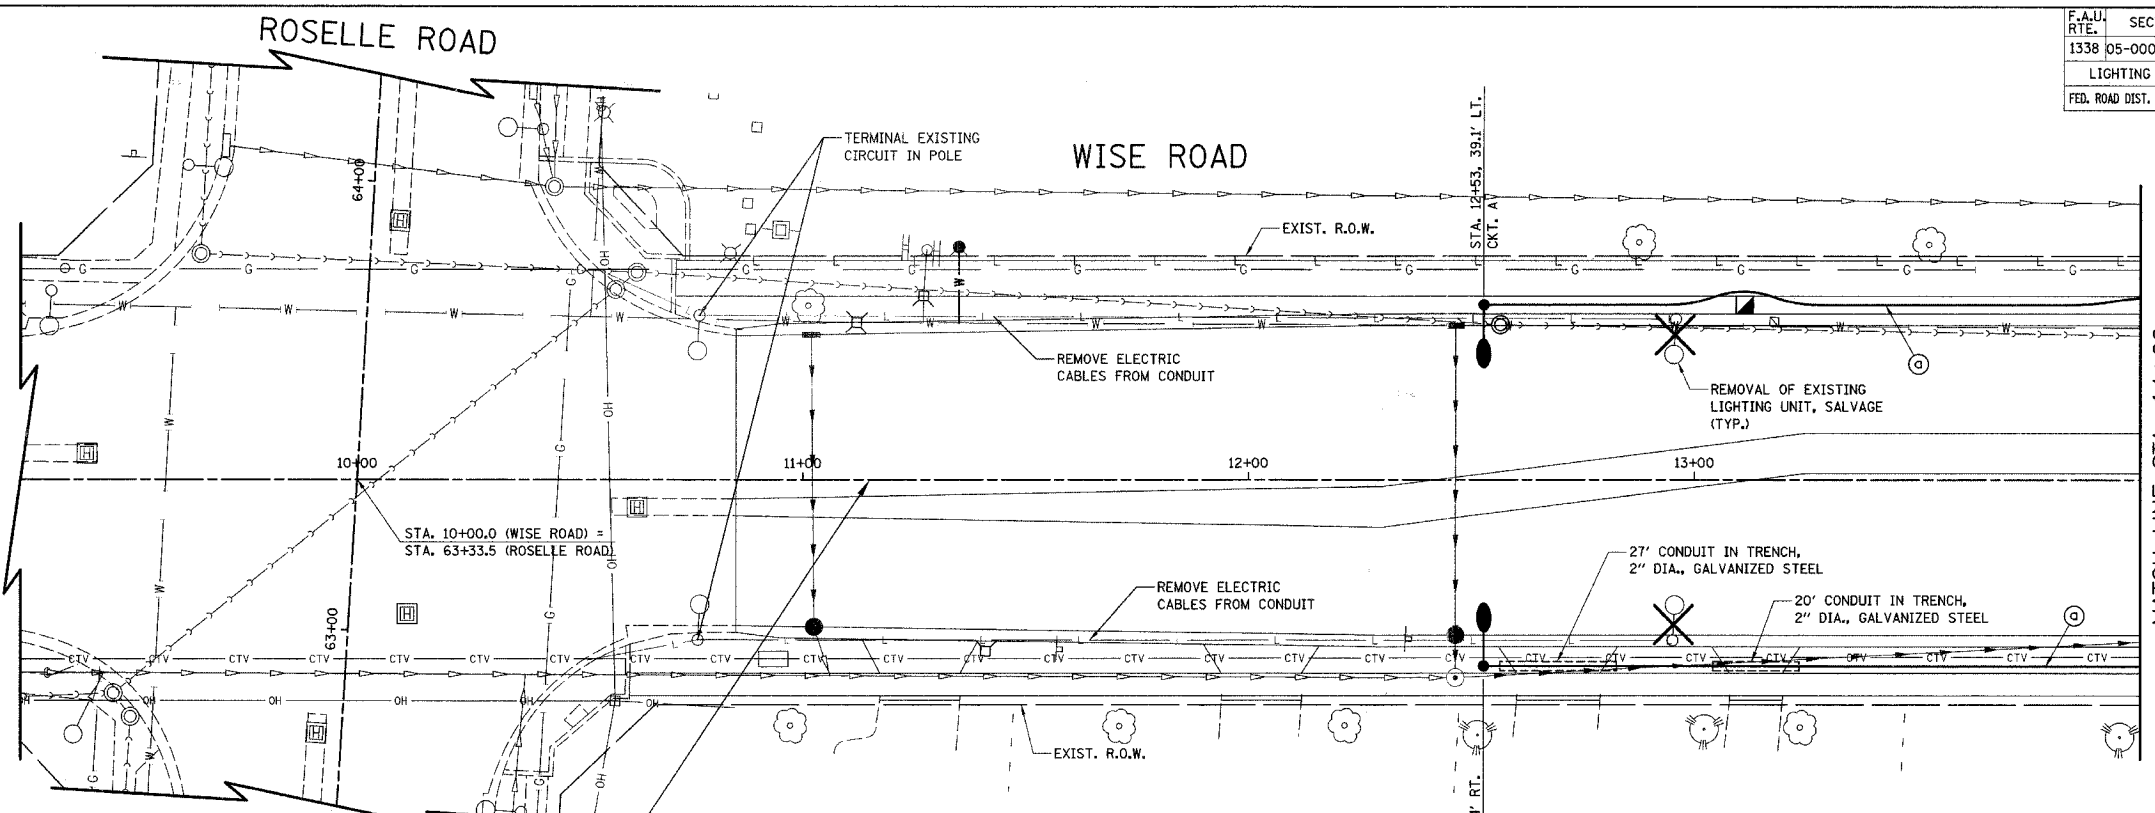 ROSELLE ROAD
F.A.U. RTE. SEC
1338 05-000
LIGHTING
FED. ROAD DIST.
TERMINAL EXISTING
CIRCUIT IN POLE
WISE ROAD
STA. 12+53, 39.1' LT.
CKT. A
64+00
EXIST. R.O.W.
REMOVE ELECTRIC
CABLES FROM CONDUIT
REMOVAL OF EXISTING
LIGHTING UNIT, SALVAGE
(TYP.)
10+00
11+00
12+00
13+00
STA. 10+00.0 (WISE ROAD) =
STA. 63+33.5 (ROSELLE ROAD)
63+00
REMOVE ELECTRIC
CABLES FROM CONDUIT
27' CONDUIT IN TRENCH,
2" DIA., GALVANIZED STEEL
20' CONDUIT IN TRENCH,
2" DIA., GALVANIZED STEEL
EXIST. R.O.W.
' RT.